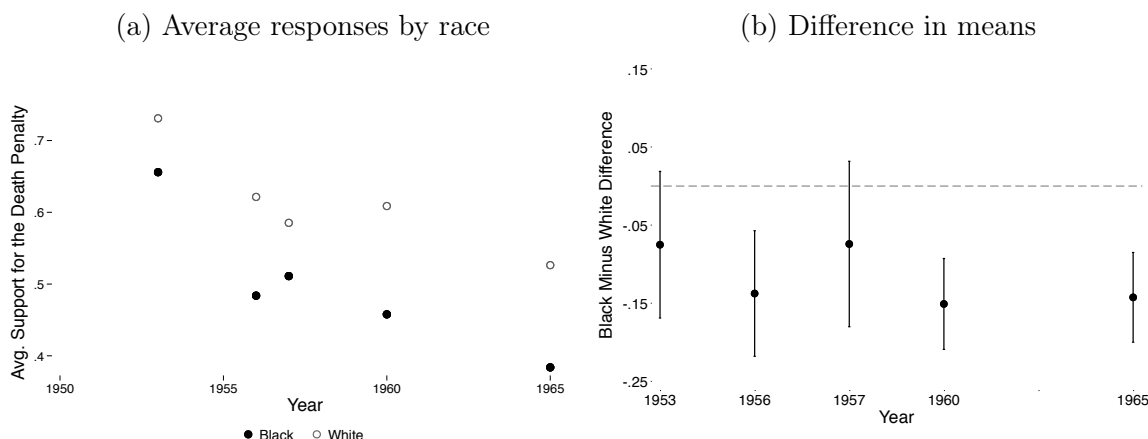 (a) Average responses by race
Avg. Support for the Death Penalty
.7
.6
.5
.4
1950 1955 1960 1965
Year
● Black ○ White
(b) Difference in means
Black Minus White Difference
.15
.05
-.05
-.15
-.25
1953 1956 1957 1960 1965
Year